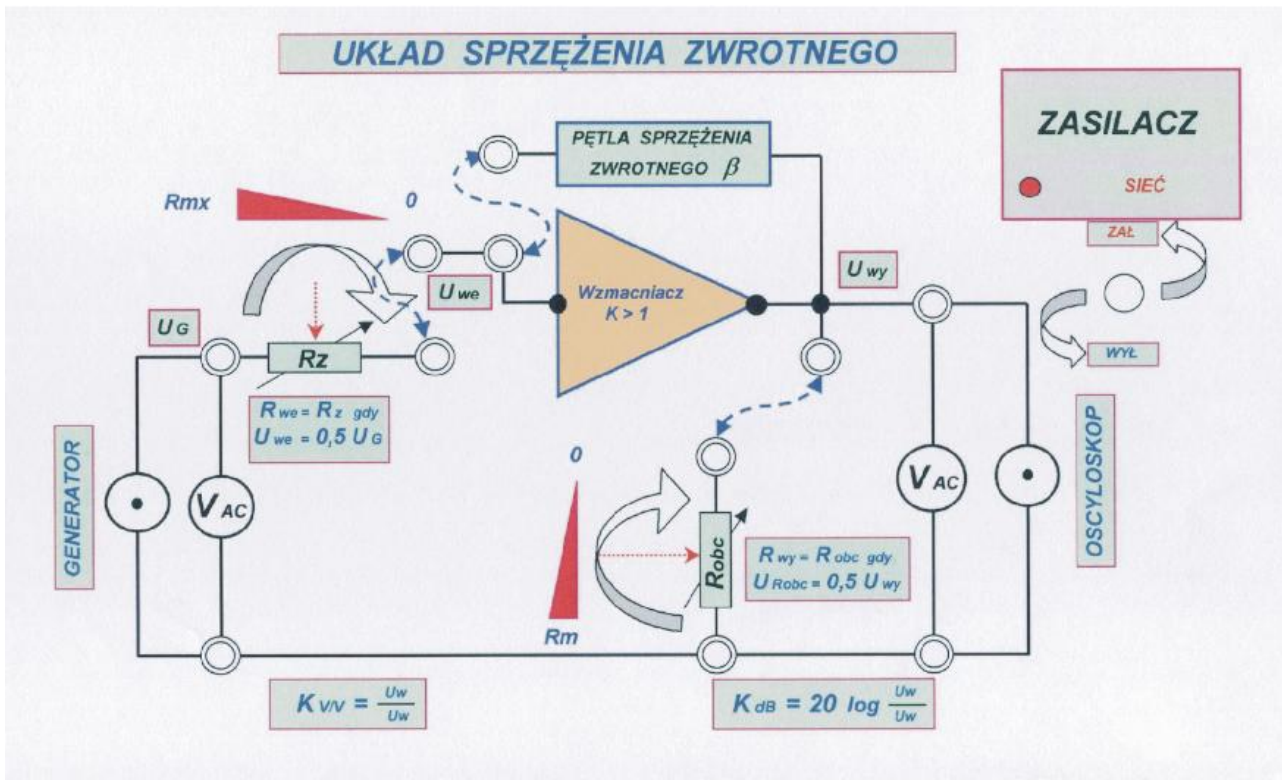 UKŁAD SPRZĘŻENIA ZWROTNEGO
ZASILACZ
SIEĆ
ZAŁ
WYŁ
PĘTLA SPRZĘŻENIA
ZWROTNEGO β
Rmx
0
U we
Wzmacniacz
K > 1
U wy
U G
Rz
R we = R z gdy
U we = 0,5 U G
GENERATOR
V AC
0
Robc
Rm
R wy = R obc gdy
U Robc = 0,5 U wy
V AC
OSCYLOSKOP
K V/V = Uw
Uw
K dB = 20 log Uw
Uw